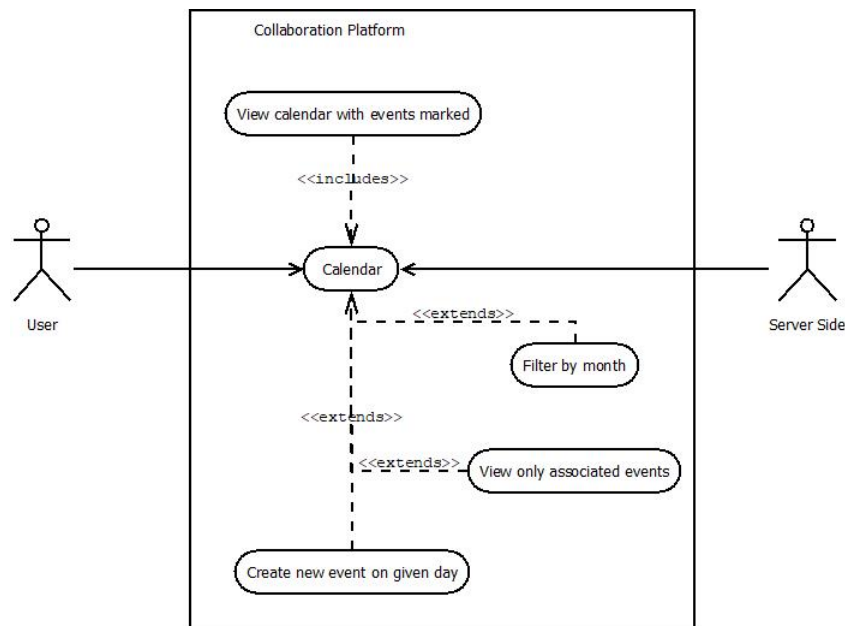 Collaboration Platform
View calendar with events marked
<<includes>>
Calendar
User
Server Side
<<extends>>
Filter by month
<<extends>>
<<extends>>
View only associated events
Create new event on given day